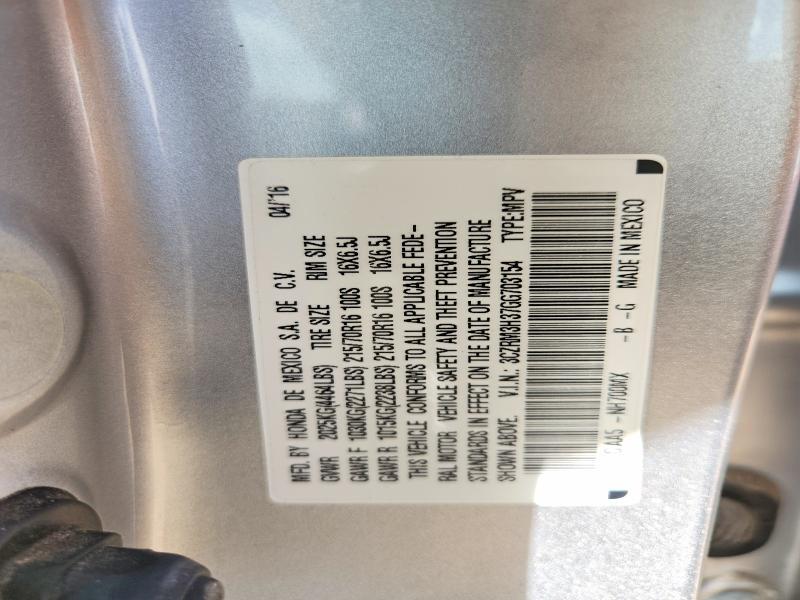 MFD. BY HONDA DE MEXICO S.A. DE C.V. 04/16
GVWR 2025KG(4464LBS) TIRE SIZE RIM SIZE
GAWR F 1030KG(2271LBS) 215/70R16 100S 16X6.5J
GAWR R 1015KG(2238LBS) 215/70R16 100S 16X6.5J
THIS VEHICLE CONFORMS TO ALL APPLICABLE FEDE-
RAL MOTOR VEHICLE SAFETY AND THEFT PREVENTION
STANDARDS IN EFFECT ON THE DATE OF MANUFACTURE
SHOWN ABOVE. V.I.N.: 3CZRM3H37GG703154 TYPE:MPV
AA5 -NH700MX -B -G MADE IN MEXICO